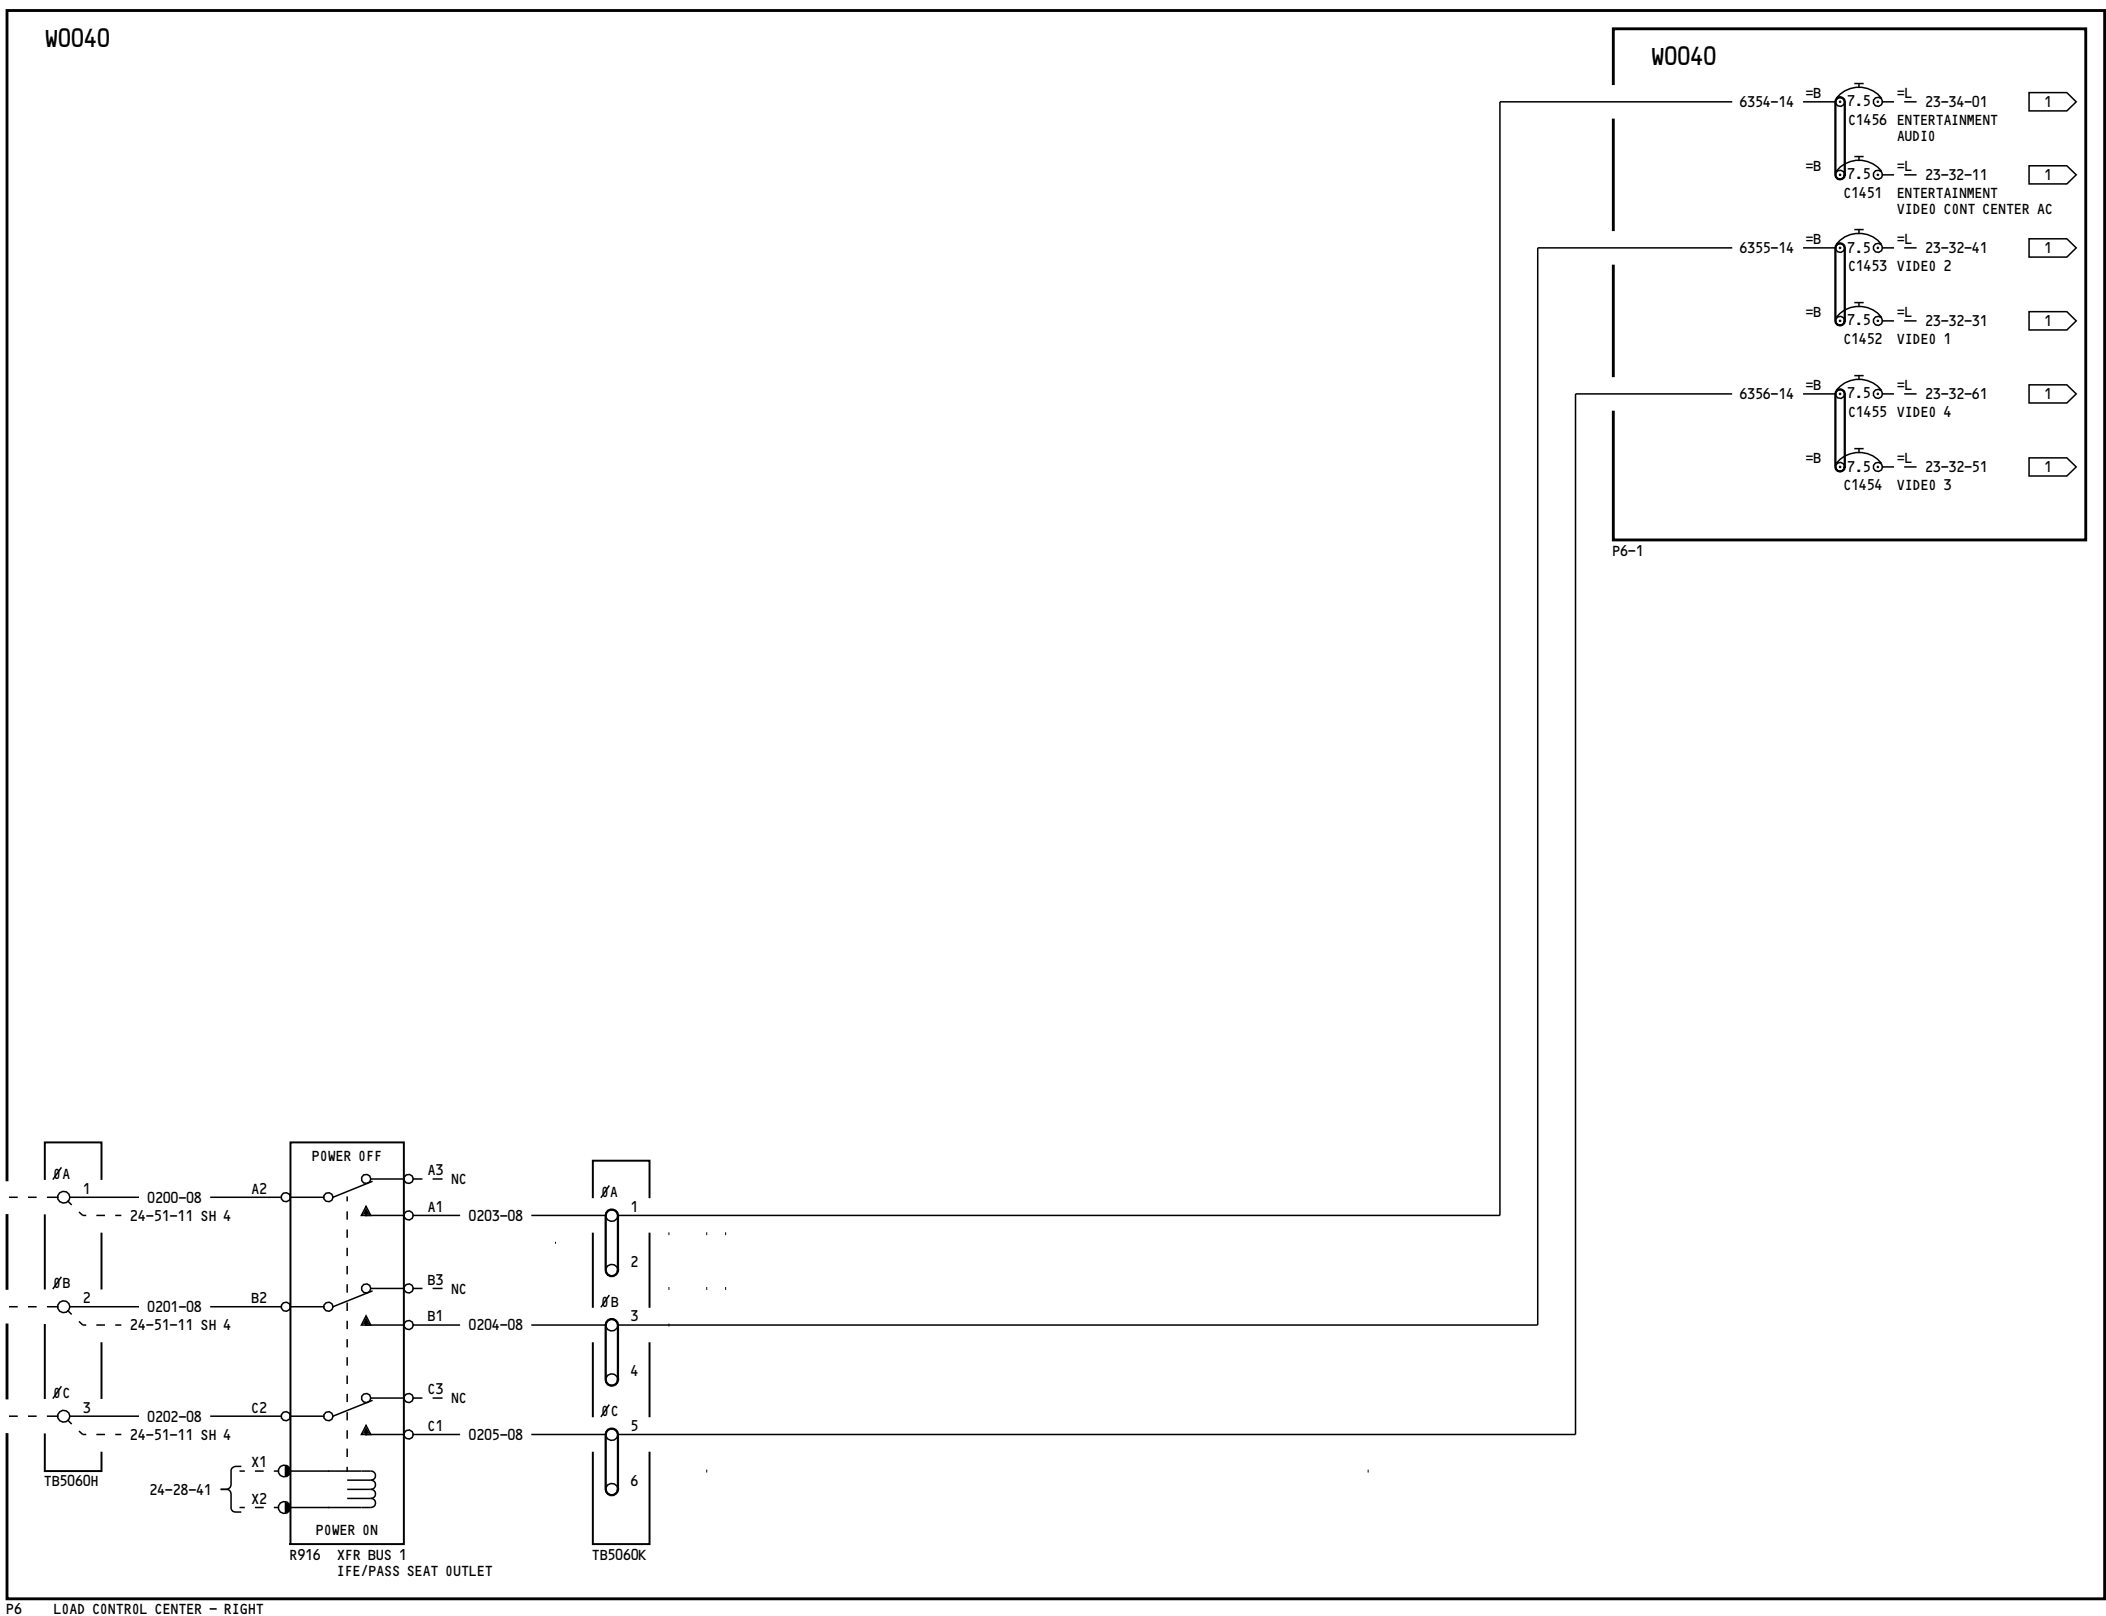 W0040
W0040
6354-14 =B 7.5 =L 23-34-01 1
C1456 ENTERTAINMENT
AUDIO
=B 7.5 =L 23-32-11 1
C1451 ENTERTAINMENT
VIDEO CONT CENTER AC
6355-14 =B 7.5 =L 23-32-41 1
C1453 VIDEO 2
=B 7.5 =L 23-32-31 1
C1452 VIDEO 1
6356-14 =B 7.5 =L 23-32-61 1
C1455 VIDEO 4
=B 7.5 =L 23-32-51 1
C1454 VIDEO 3
P6-1
POWER OFF
ØA
1 0200-08 A2
24-51-11 SH 4
A3 NC
A1 0203-08
ØA
1
2
ØB
2 0201-08 B2
24-51-11 SH 4
B3 NC
B1 0204-08
ØB
3
4
ØC
3 0202-08 C2
24-51-11 SH 4
C3 NC
C1 0205-08
ØC
5
6
TB5060H
X1
24-28-41
X2
POWER ON
R916 XFR BUS 1
IFE/PASS SEAT OUTLET
TB5060K
P6 LOAD CONTROL CENTER - RIGHT